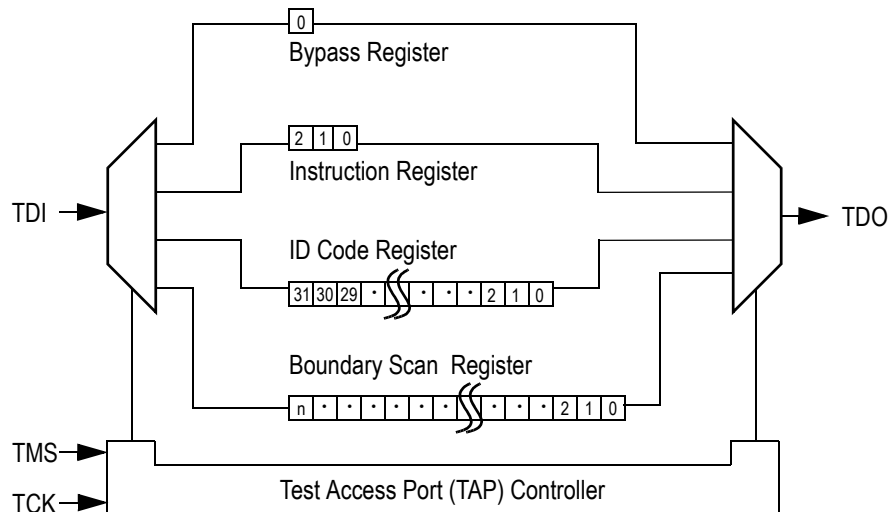 0
Bypass Register
2 1 0
Instruction Register
TDI
TDO
ID Code Register
31 30 29 · · · · 2 1 0
Boundary Scan Register
n · · · · · · · · · 2 1 0
TMS
Test Access Port (TAP) Controller
TCK